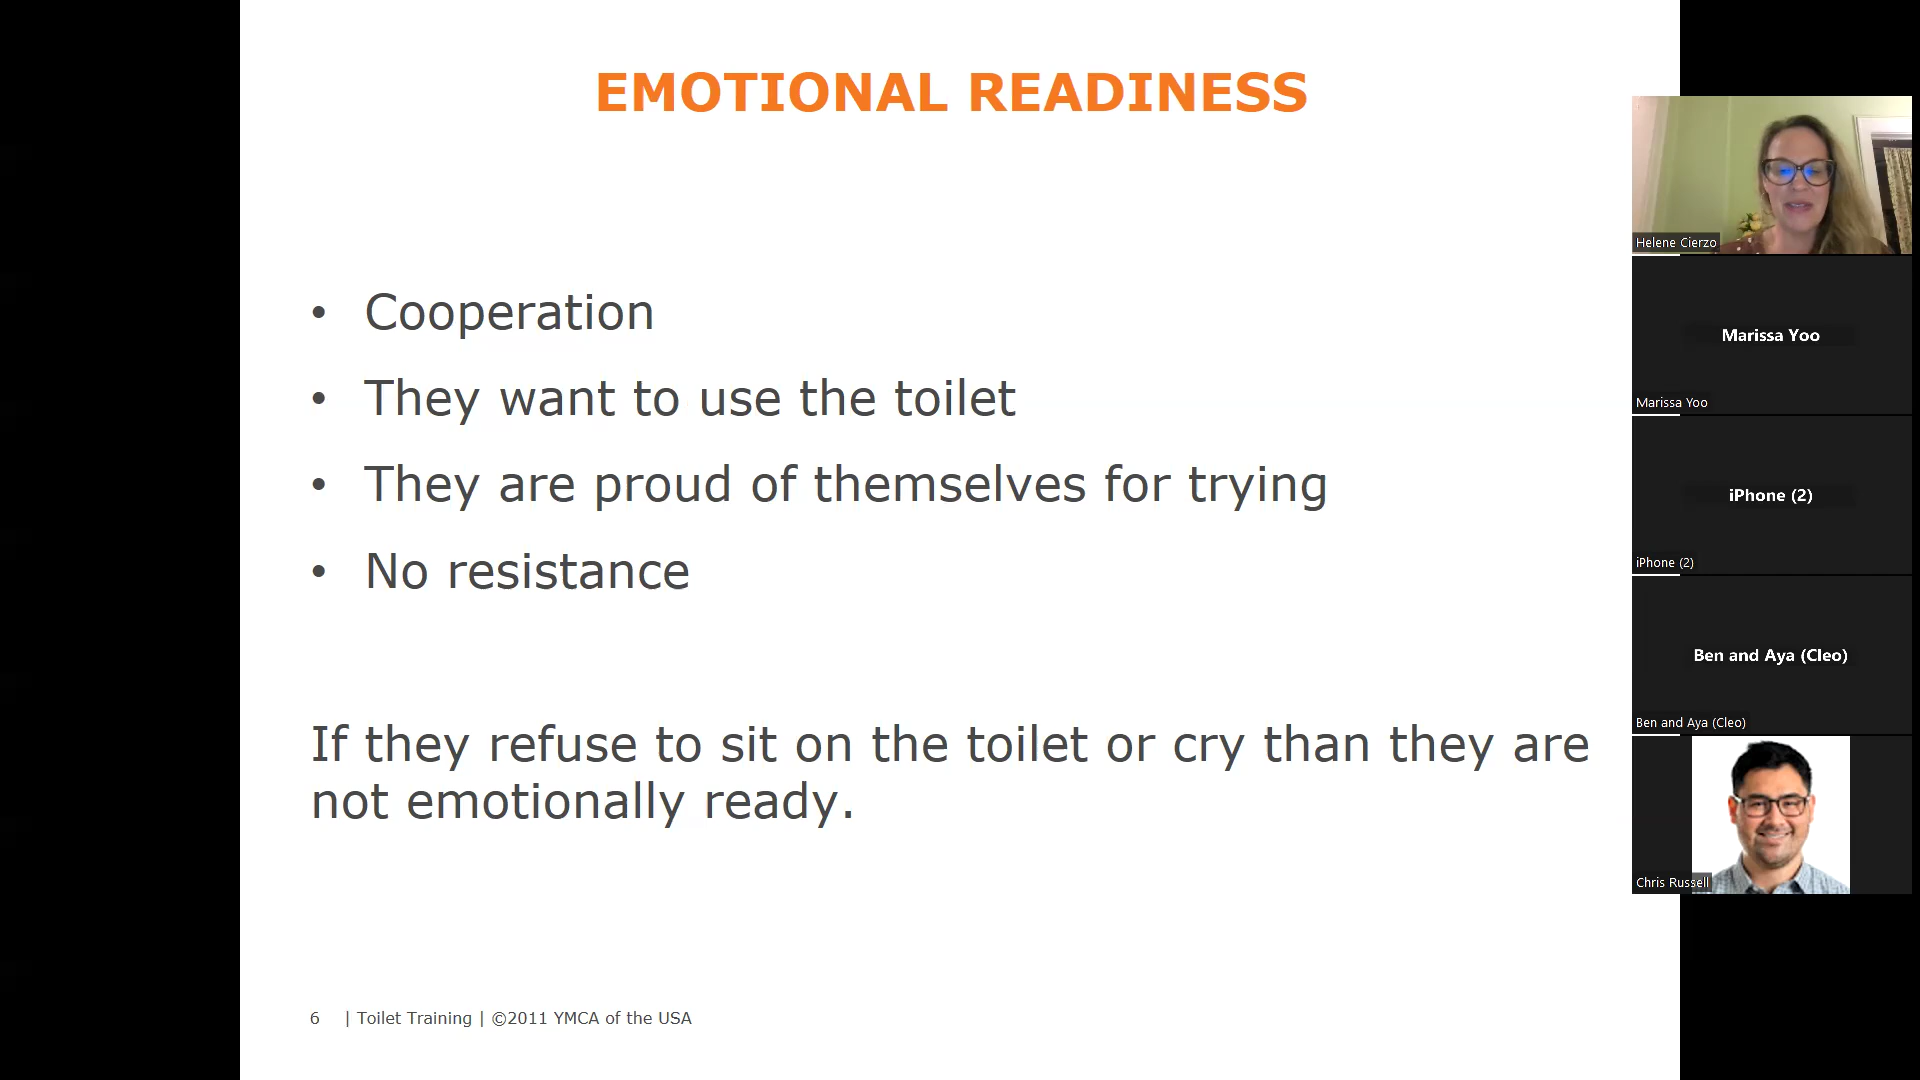 EMOTIONAL READINESS
• Cooperation
• They want to use the toilet
• They are proud of themselves for trying
• No resistance
If they refuse to sit on the toilet or cry than they are
not emotionally ready.
6 | Toilet Training | ©2011 YMCA of the USA
Helene Cierzo
Marissa Yoo
Marissa Yoo
iPhone (2)
iPhone (2)
Ben and Aya (Cleo)
Ben and Aya (Cleo)
Chris Russell